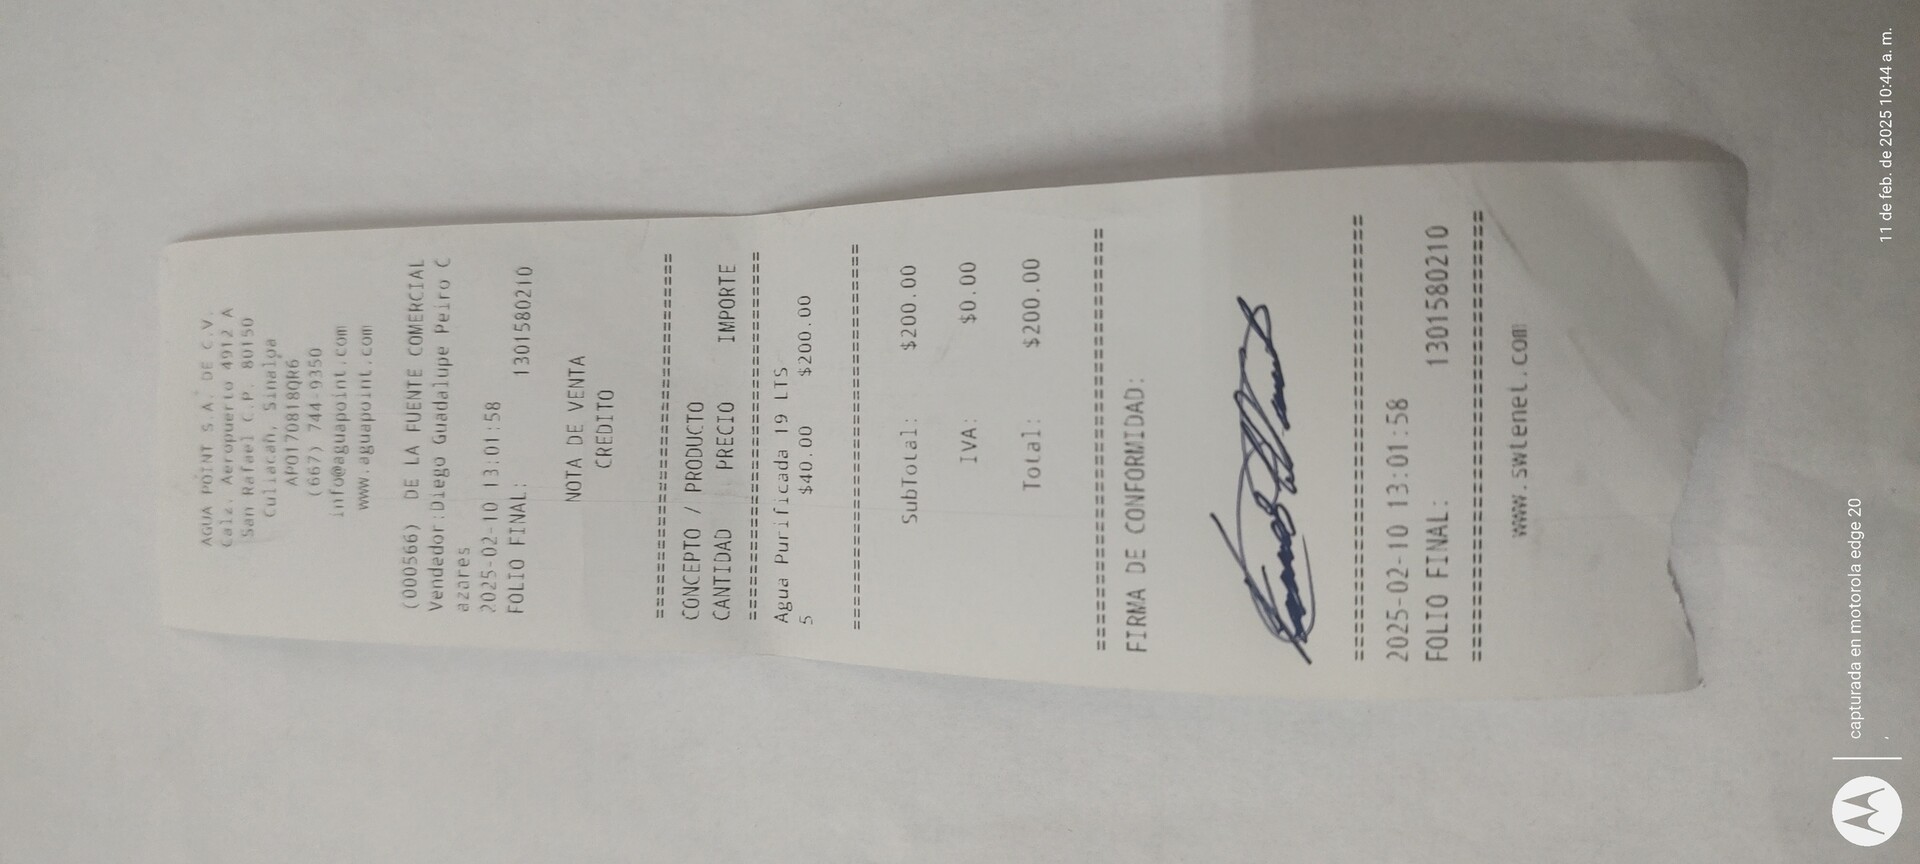 AGUA POINT S.A. DE C.V.
Calz. Aeropuerto 4912 A
San Rafael C.P. 80150
Culiacán, Sinaloa
APO170818QR6
(667) 744-9350
info@aguapoint.com
www.aguapoint.com
(000566) DE LA FUENTE COMERCIAL
Vendedor:Diego Guadalupe Peiro C
azares
2025-02-10 13:01:58
FOLIO FINAL: 1301580210
NOTA DE VENTA
CREDITO
================================
CONCEPTO / PRODUCTO
CANTIDAD PRECIO IMPORTE
================================
Agua Purificada 19 LTS
5 $40.00 $200.00
================================
SubTotal: $200.00
IVA: $0.00
Total: $200.00
================================
FIRMA DE CONFORMIDAD:
================================
2025-02-10 13:01:58
FOLIO FINAL: 1301580210
================================
www.swtenet.com
capturada en motorola edge 20
,
11 de feb. de 2025 10:44 a. m.